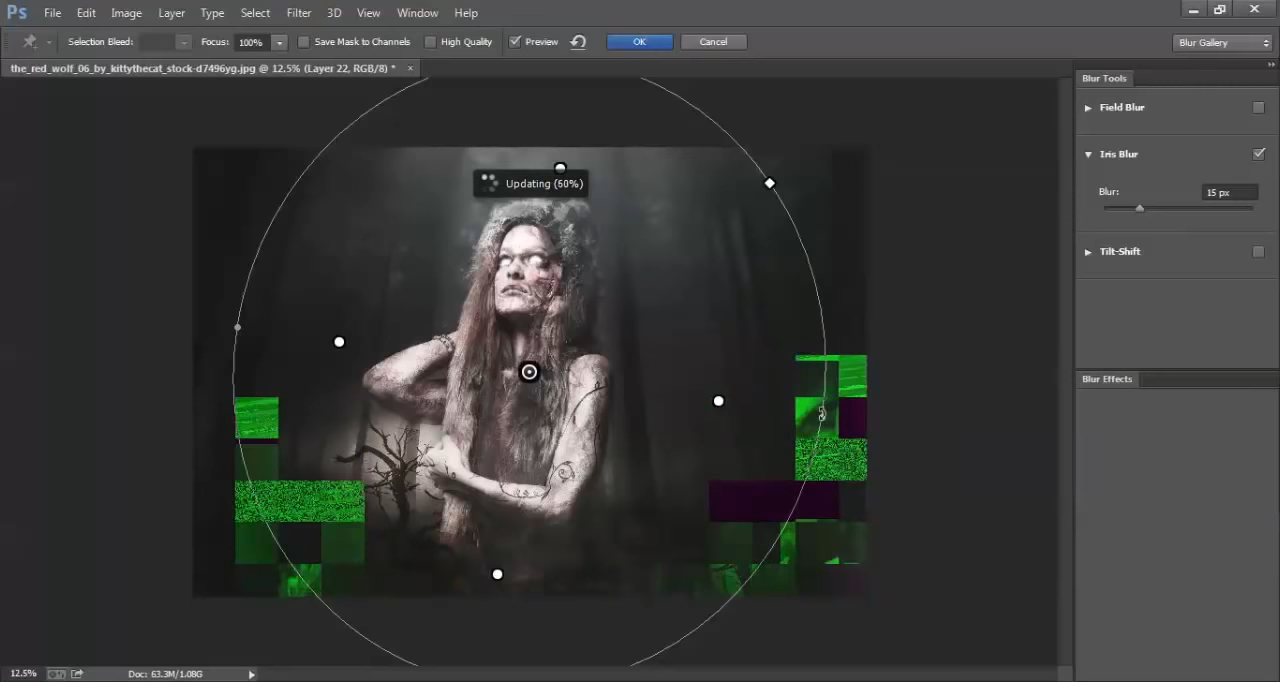 Ps File Edit Image Layer Type Select Filter 3D View Window Help
Selection Bleed: Focus: 100% Save Mask to Channels High Quality Preview OK Cancel Blur Gallery
the_red_wolf_06_by_kittythecat_stock-d7496yg.jpg @ 12.5% (Layer 22, RGB/8) * ×
Blur Tools
Field Blur
Iris Blur
Updating (60%)
Blur: 15 px
Tilt-Shift
Blur Effects
12.5% Doc: 63.3M/1.08G